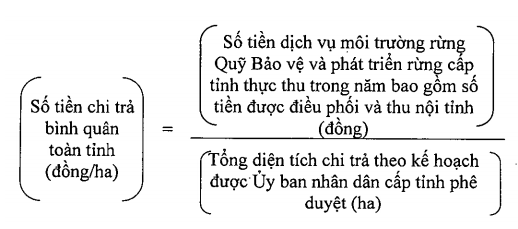 Số tiền chi trả
bình quân
toàn tỉnh
(đồng/ha)
=
Số tiền dịch vụ môi trường rừng
Quỹ Bảo vệ và phát triển rừng cấp
tỉnh thực thu trong năm bao gồm số
tiền được điều phối và thu nội tỉnh
(đồng)
Tổng diện tích chi trả theo kế hoạch
được Ủy ban nhân dân cấp tỉnh phê
duyệt (ha)